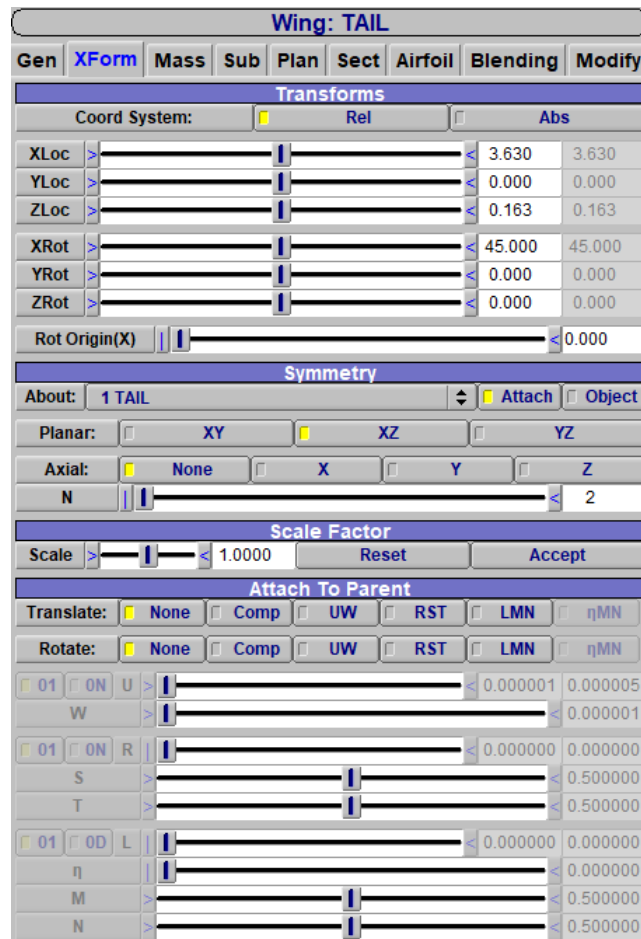 Wing: TAIL
Gen XForm Mass Sub Plan Sect Airfoil Blending Modify
Transforms
Coord System: Rel Abs
XLoc > < 3.630 3.630
YLoc > < 0.000 0.000
ZLoc > < 0.163 0.163
XRot > < 45.000 45.000
YRot > < 0.000 0.000
ZRot > < 0.000 0.000
Rot Origin(X) | < 0.000
Symmetry
About: 1 TAIL Attach Object
Planar: XY XZ YZ
Axial: None X Y Z
N | < 2
Scale Factor
Scale > < 1.0000 Reset Accept
Attach To Parent
Translate: None Comp UW RST LMN ηMN
Rotate: None Comp UW RST LMN ηMN
01 0N U > < 0.000001 0.000005
W > < 0.000001
01 0N R | < 0.000000 0.000000
S > < 0.500000
T > < 0.500000
01 0D L | < 0.000000 0.000000
η | < 0.000000
M > < 0.500000
N > < 0.500000